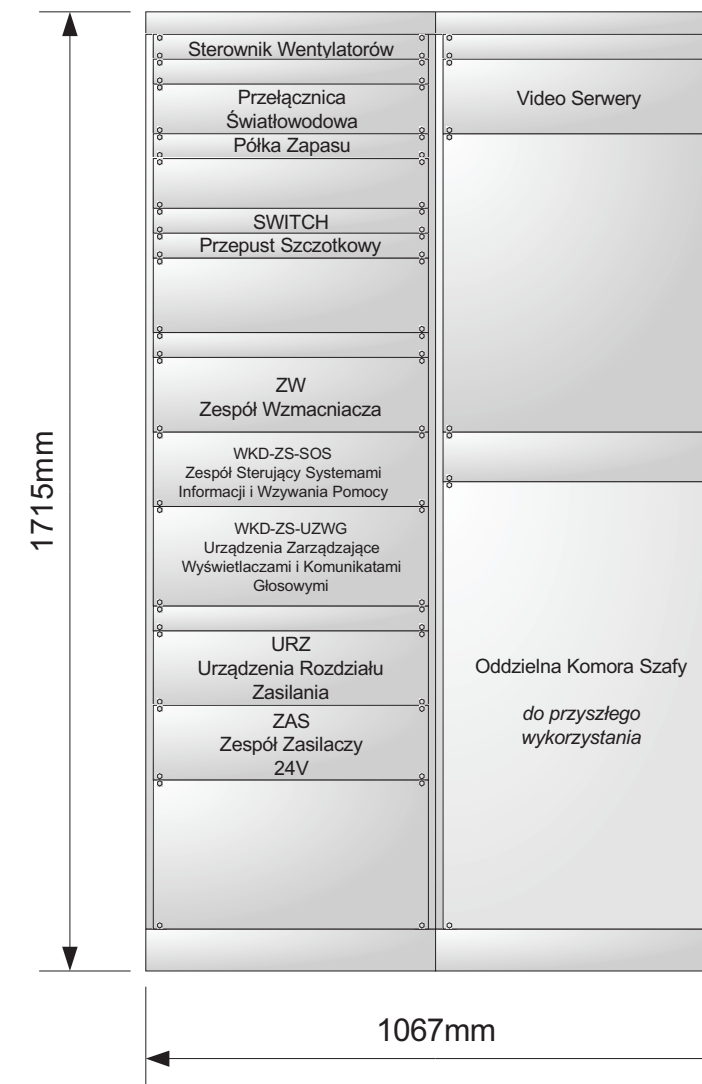 Sterownik Wentylatorów
Przełącznica
Światłowodowa
Półka Zapasu
SWITCH
Przepust Szczotkowy
ZW
Zespół Wzmacniacza
WKD-ZS-SOS
Zespół Sterujący Systemami
Informacji i Wzywania Pomocy
WKD-ZS-UZWG
Urządzenia Zarządzające
Wyświetlaczami i Komunikatami
Głosowymi
URZ
Urządzenia Rozdziału
Zasilania
ZAS
Zespół Zasilaczy
24V
Video Serwery
Oddzielna Komora Szafy
do przyszłego
wykorzystania
1715mm
1067mm